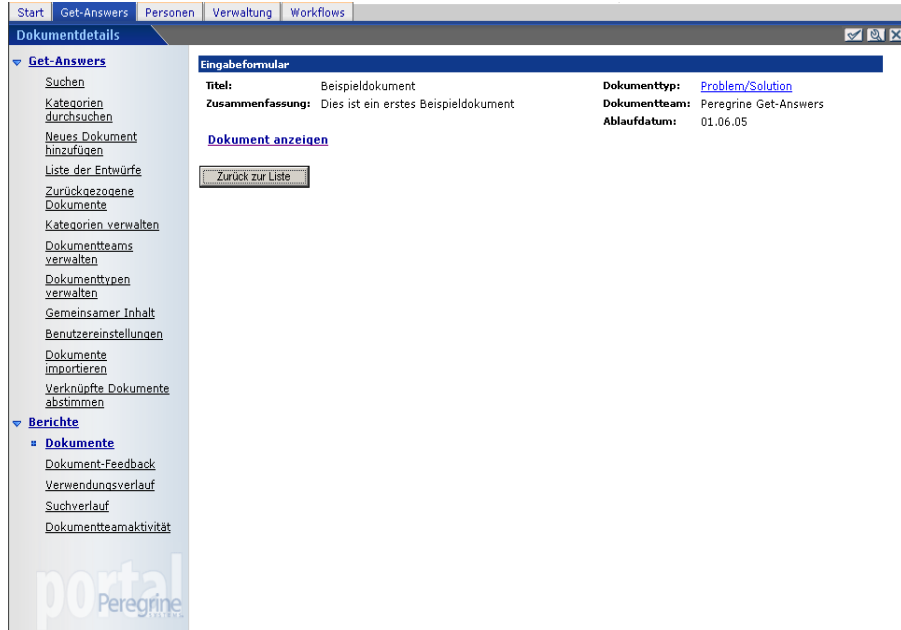 Start Get-Answers Personen Verwaltung Workflows
Dokumentdetails
Get-Answers
Suchen
Kategorien
durchsuchen
Neues Dokument
hinzufügen
Liste der Entwürfe
Zurückgezogene
Dokumente
Kategorien verwalten
Dokumentteams
verwalten
Dokumenttypen
verwalten
Gemeinsamer Inhalt
Benutzereinstellungen
Dokumente
importieren
Verknüpfte Dokumente
abstimmen
Berichte
Dokumente
Dokument-Feedback
Verwendungsverlauf
Suchverlauf
Dokumentteamaktivität
portal
Peregrine
Eingabeformular
Titel: Beispieldokument Dokumenttyp: Problem/Solution
Zusammenfassung: Dies ist ein erstes Beispieldokument Dokumentteam: Peregrine Get-Answers
Ablaufdatum: 01.06.05
Dokument anzeigen
Zurück zur Liste